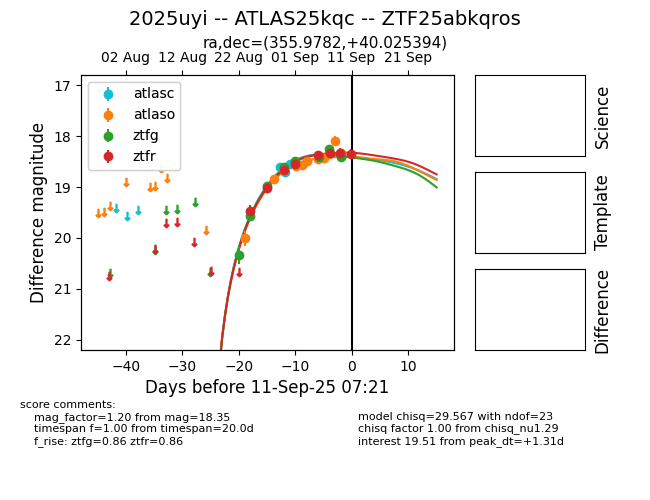 2025uyi -- ATLAS25kqc -- ZTF25abkqros
ra,dec=(355.9782,+40.025394)
02 Aug 12 Aug 22 Aug 01 Sep 11 Sep 21 Sep
17
18
19
20
21
22
Difference magnitude
atlasc
atlaso
ztfg
ztfr
−40 −30 −20 −10 0 10
Days before 11-Sep-25 07:21
Science
Template
Difference
score comments:
mag_factor=1.20 from mag=18.35
timespan f=1.00 from timespan=20.0d
f_rise: ztfg=0.86 ztfr=0.86
model chisq=29.567 with ndof=23
chisq factor 1.00 from chisq_nu1.29
interest 19.51 from peak_dt=+1.31d